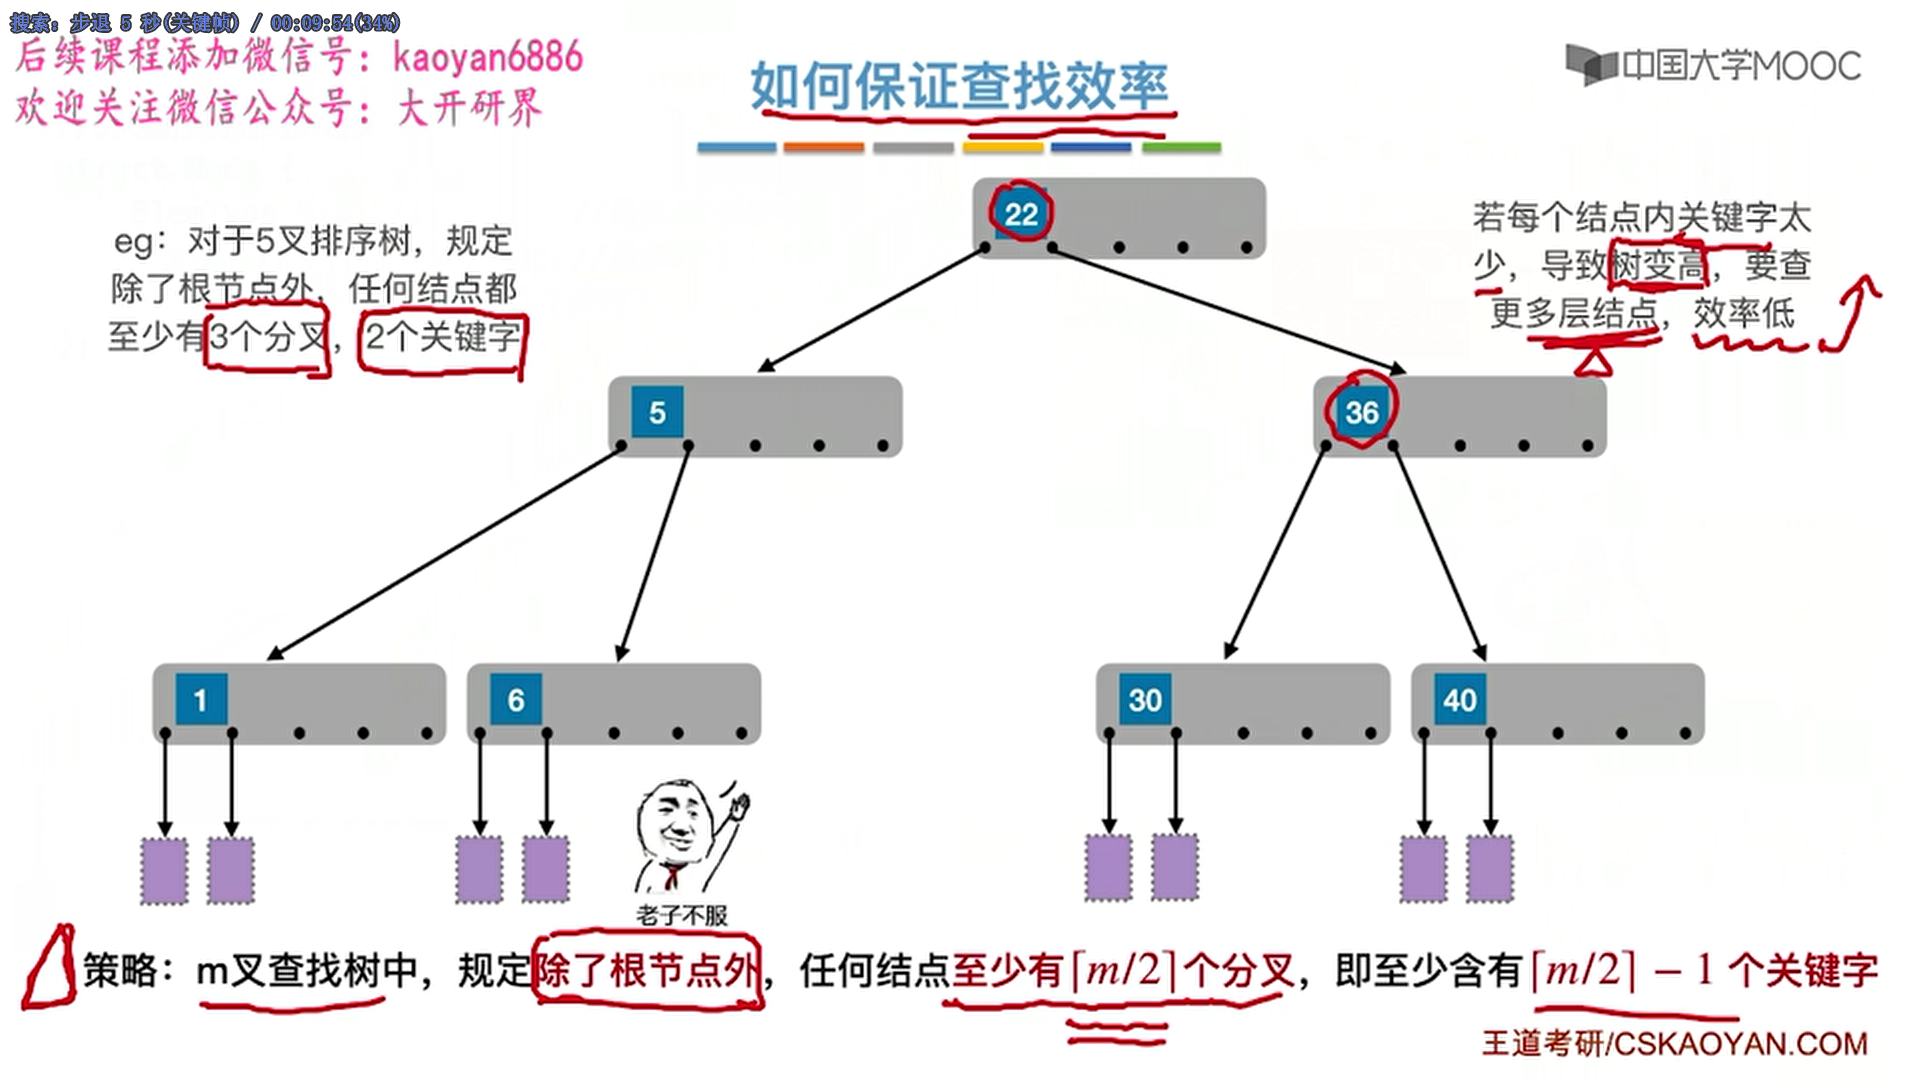 搜索: 步退 5 秒(关键帧) / 00:09:54(34%)
后续课程添加微信号：kaoyan6886
欢迎关注微信公众号：大开研界
中国大学MOOC
如何保证查找效率
eg：对于5叉排序树，规定
除了根节点外，任何结点都
至少有3个分叉，2个关键字
若每个结点内关键字太
少，导致树变高，要查
更多层结点，效率低
22
5
36
1
6
30
40
老子不服
策略：m叉查找树中，规定除了根节点外，任何结点至少有⌈m/2⌉个分叉，即至少含有⌈m/2⌉ − 1 个关键字
王道考研/CSKAOYAN.COM